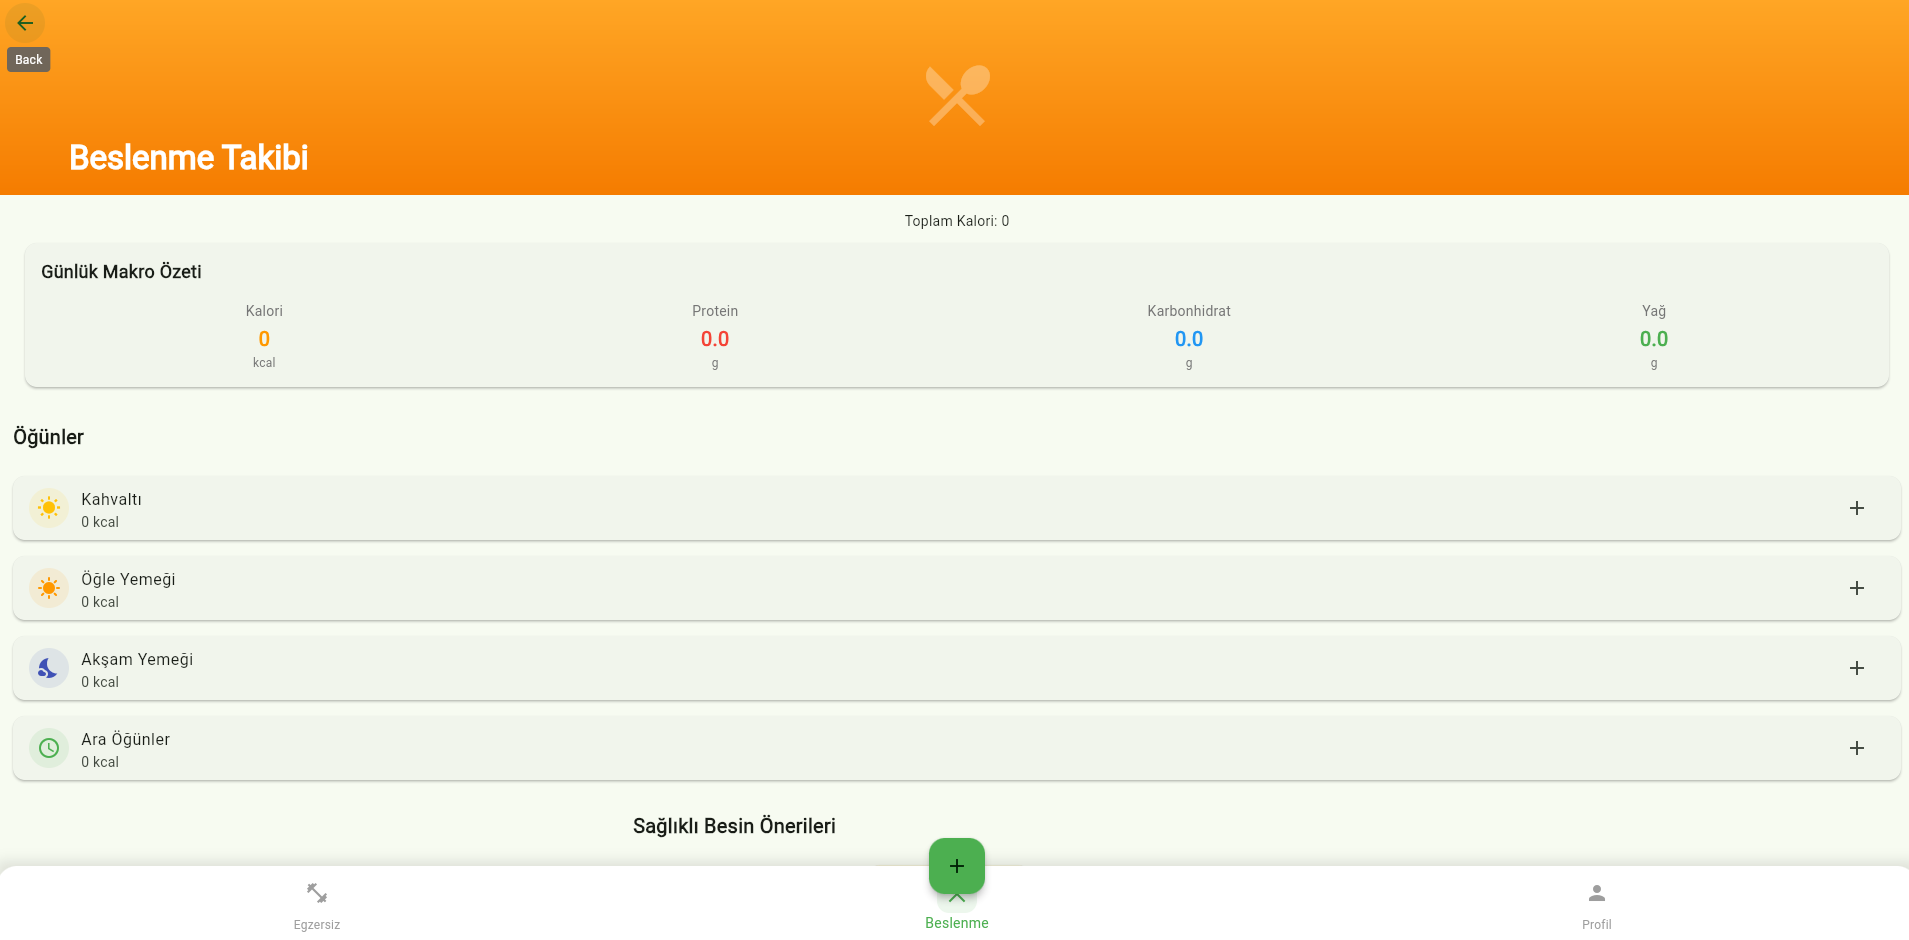 Back
Beslenme Takibi
Toplam Kalori: 0
Günlük Makro Özeti
Kalori
0
kcal
Protein
0.0
g
Karbonhidrat
0.0
g
Yağ
0.0
g
Öğünler
Kahvaltı
0 kcal
Öğle Yemeği
0 kcal
Akşam Yemeği
0 kcal
Ara Öğünler
0 kcal
Sağlıklı Besin Önerileri
Egzersiz
Beslenme
Profil